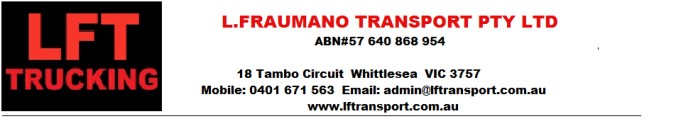 LFT
TRUCKING
L.FRAUMANO TRANSPORT PTY LTD
ABN#57 640 868 954
18 Tambo Circuit Whittlesea VIC 3757
Mobile: 0401 671 563 Email: admin@lftransport.com.au
www.lftransport.com.au